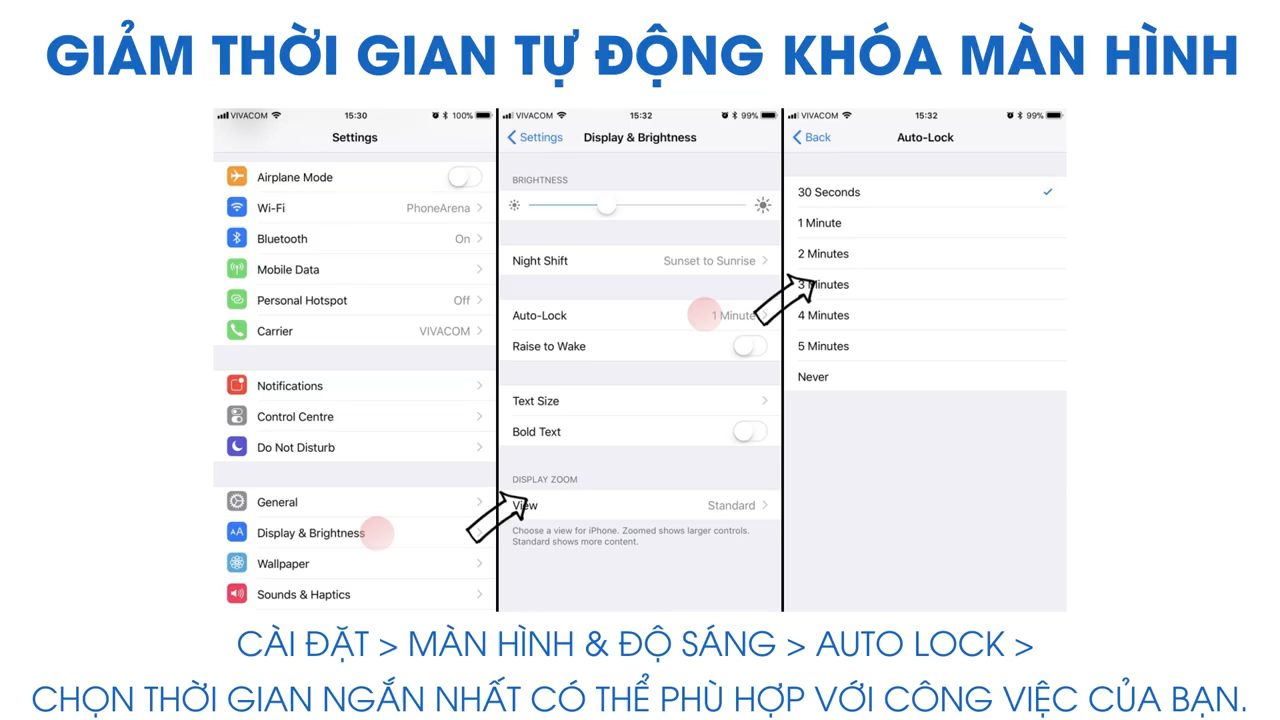 GIẢM THỜI GIAN TỰ ĐỘNG KHÓA MÀN HÌNH
VIVACOM 15:30 100%
Settings
Airplane Mode
Wi-Fi PhoneArena
Bluetooth On
Mobile Data
Personal Hotspot Off
Carrier VIVACOM
Notifications
Control Centre
Do Not Disturb
General
AA Display & Brightness
Wallpaper
Sounds & Haptics
VIVACOM 15:32 99%
Settings Display & Brightness
BRIGHTNESS
Night Shift Sunset to Sunrise
Auto-Lock 1 Minute
Raise to Wake
Text Size
Bold Text
DISPLAY ZOOM
View Standard
Choose a view for iPhone. Zoomed shows larger controls.
Standard shows more content.
VIVACOM 15:32 99%
Back Auto-Lock
30 Seconds
1 Minute
2 Minutes
3 Minutes
4 Minutes
5 Minutes
Never
CÀI ĐẶT > MÀN HÌNH & ĐỘ SÁNG > AUTO LOCK >
CHỌN THỜI GIAN NGẮN NHẤT CÓ THỂ PHÙ HỢP VỚI CÔNG VIỆC CỦA BẠN.